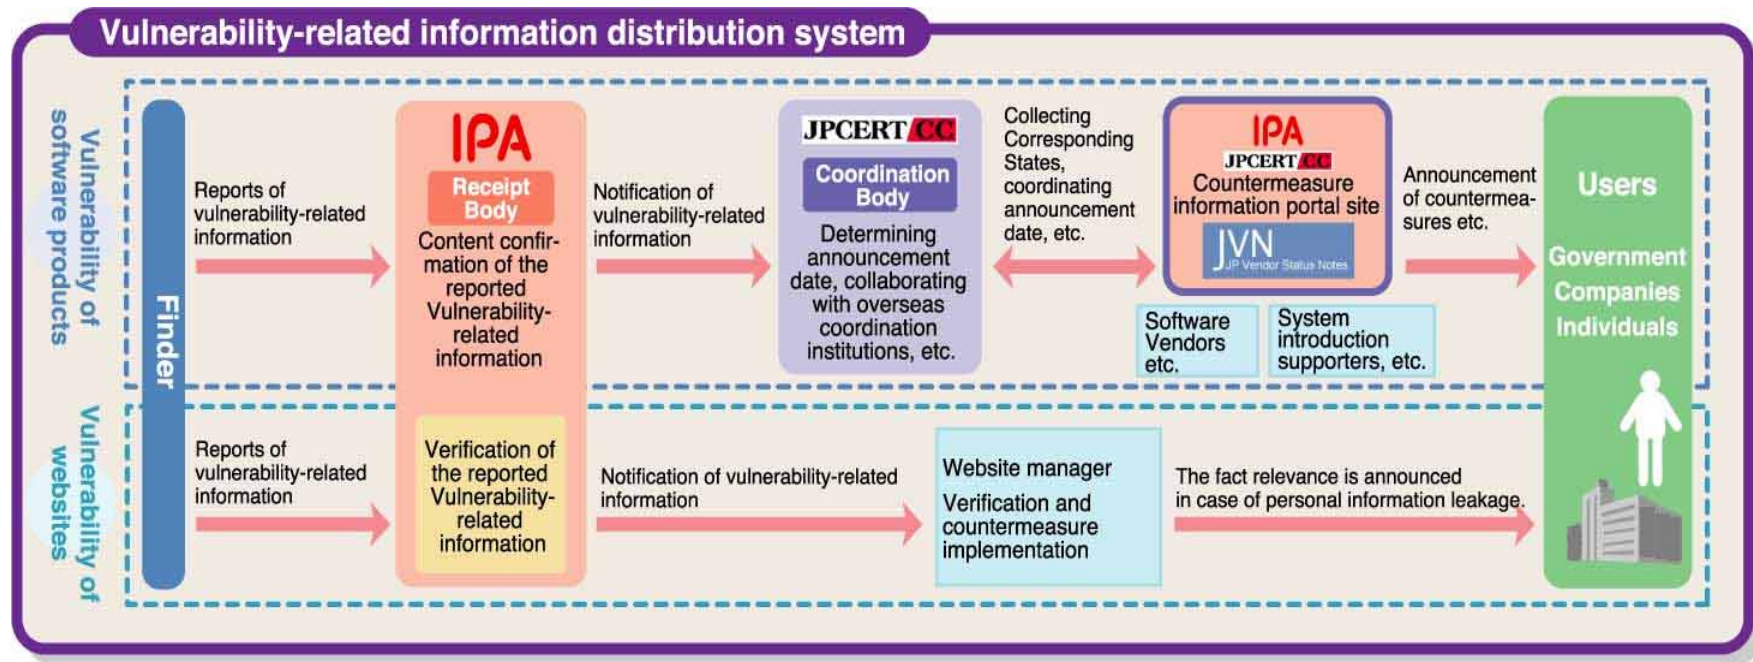 Vulnerability-related information distribution system
Vulnerability of
software products
Finder
Reports of
vulnerability-related
information
IPA
Receipt
Body
Content confir-
mation of the
reported
Vulnerability-
related
information
Notification of
vulnerability-related
information
JPCERT/CC
Coordination
Body
Determining
announcement
date, collaborating
with overseas
coordination
institutions, etc.
Collecting
Corresponding
States,
coordinating
announcement
date, etc.
IPA
JPCERT/CC
Countermeasure
information portal site
JVN
JP Vendor Status Notes
Software
Vendors
etc.
System
introduction
supporters, etc.
Announcement
of countermea-
sures etc.
Users
Government
Companies
Individuals
Vulnerability of
websites
Reports of
vulnerability-related
information
Verification of
the reported
Vulnerability-
related
information
Notification of vulnerability-related
information
Website manager
Verification and
countermeasure
implementation
The fact relevance is announced
in case of personal information leakage.